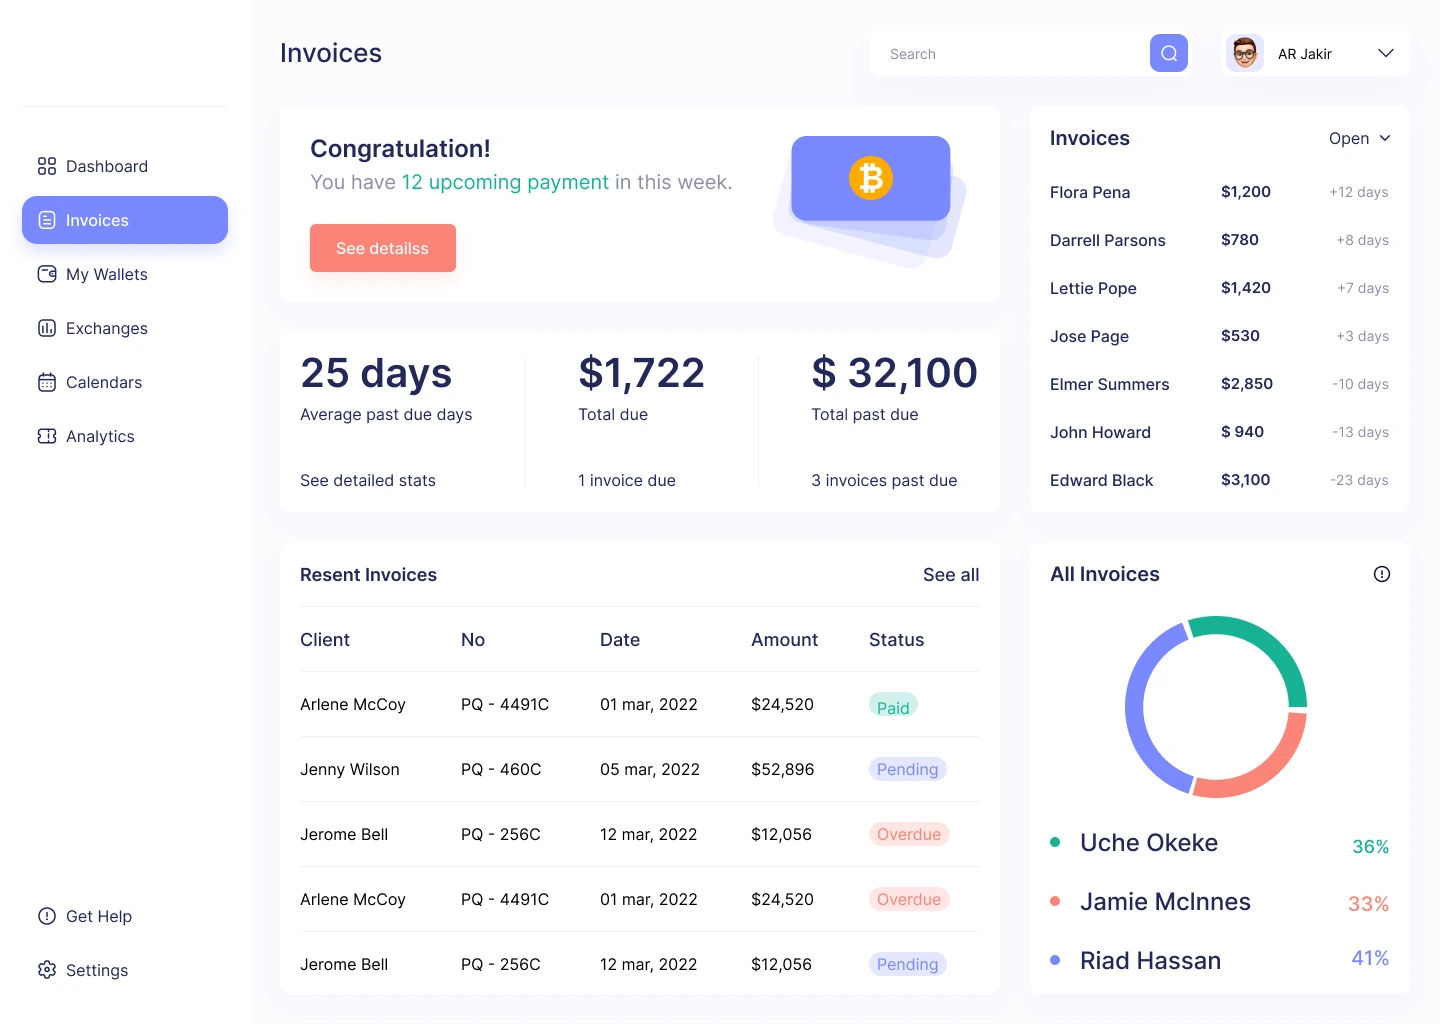 Invoices
Search
AR Jakir
Dashboard
Invoices
My Wallets
Exchanges
Calendars
Analytics
Get Help
Settings
Congratulation!
You have 12 upcoming payment in this week.
See detailss
25 days
Average past due days
See detailed stats
$1,722
Total due
1 invoice due
$ 32,100
Total past due
3 invoices past due
Invoices Open
Flora Pena $1,200 +12 days
Darrell Parsons $780 +8 days
Lettie Pope $1,420 +7 days
Jose Page $530 +3 days
Elmer Summers $2,850 -10 days
John Howard $ 940 -13 days
Edward Black $3,100 -23 days
Resent Invoices See all
Client No Date Amount Status
Arlene McCoy PQ - 4491C 01 mar, 2022 $24,520 Paid
Jenny Wilson PQ - 460C 05 mar, 2022 $52,896 Pending
Jerome Bell PQ - 256C 12 mar, 2022 $12,056 Overdue
Arlene McCoy PQ - 4491C 01 mar, 2022 $24,520 Overdue
Jerome Bell PQ - 256C 12 mar, 2022 $12,056 Pending
All Invoices
Uche Okeke 36%
Jamie McInnes 33%
Riad Hassan 41%